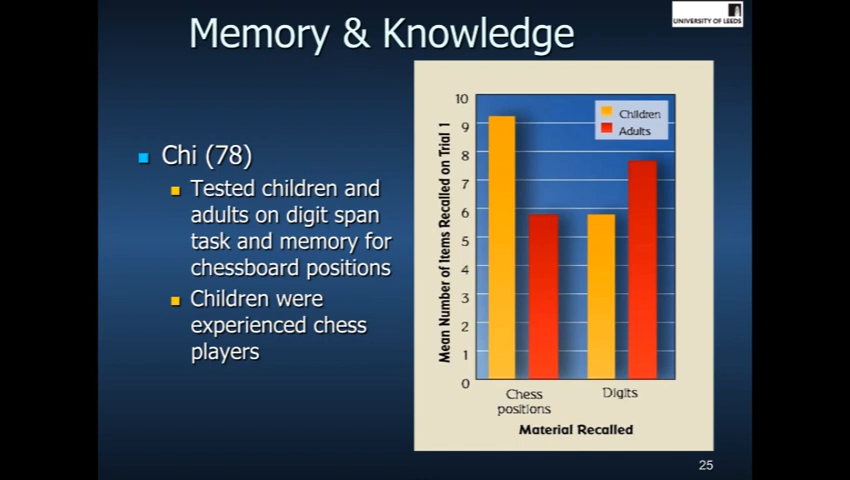 Memory & Knowledge
UNIVERSITY OF LEEDS
Chi (78)
Tested children and
adults on digit span
task and memory for
chessboard positions
Children were
experienced chess
players
Mean Number of Items Recalled on Trial 1
10
9
8
7
6
5
4
3
2
1
0
Children
Adults
Chess
positions
Digits
Material Recalled
25